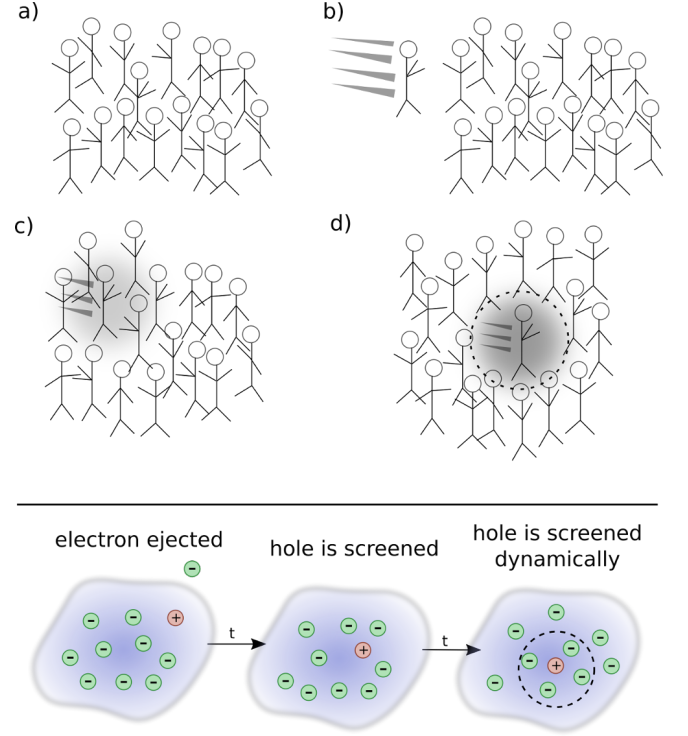 a)
b)
c)
d)
electron ejected
hole is screened
hole is screened
dynamically
−
t
t
− − +
− −
− −
− − −
− − −
− +
−
− − − −
−
− −
−
− + −
−
− −